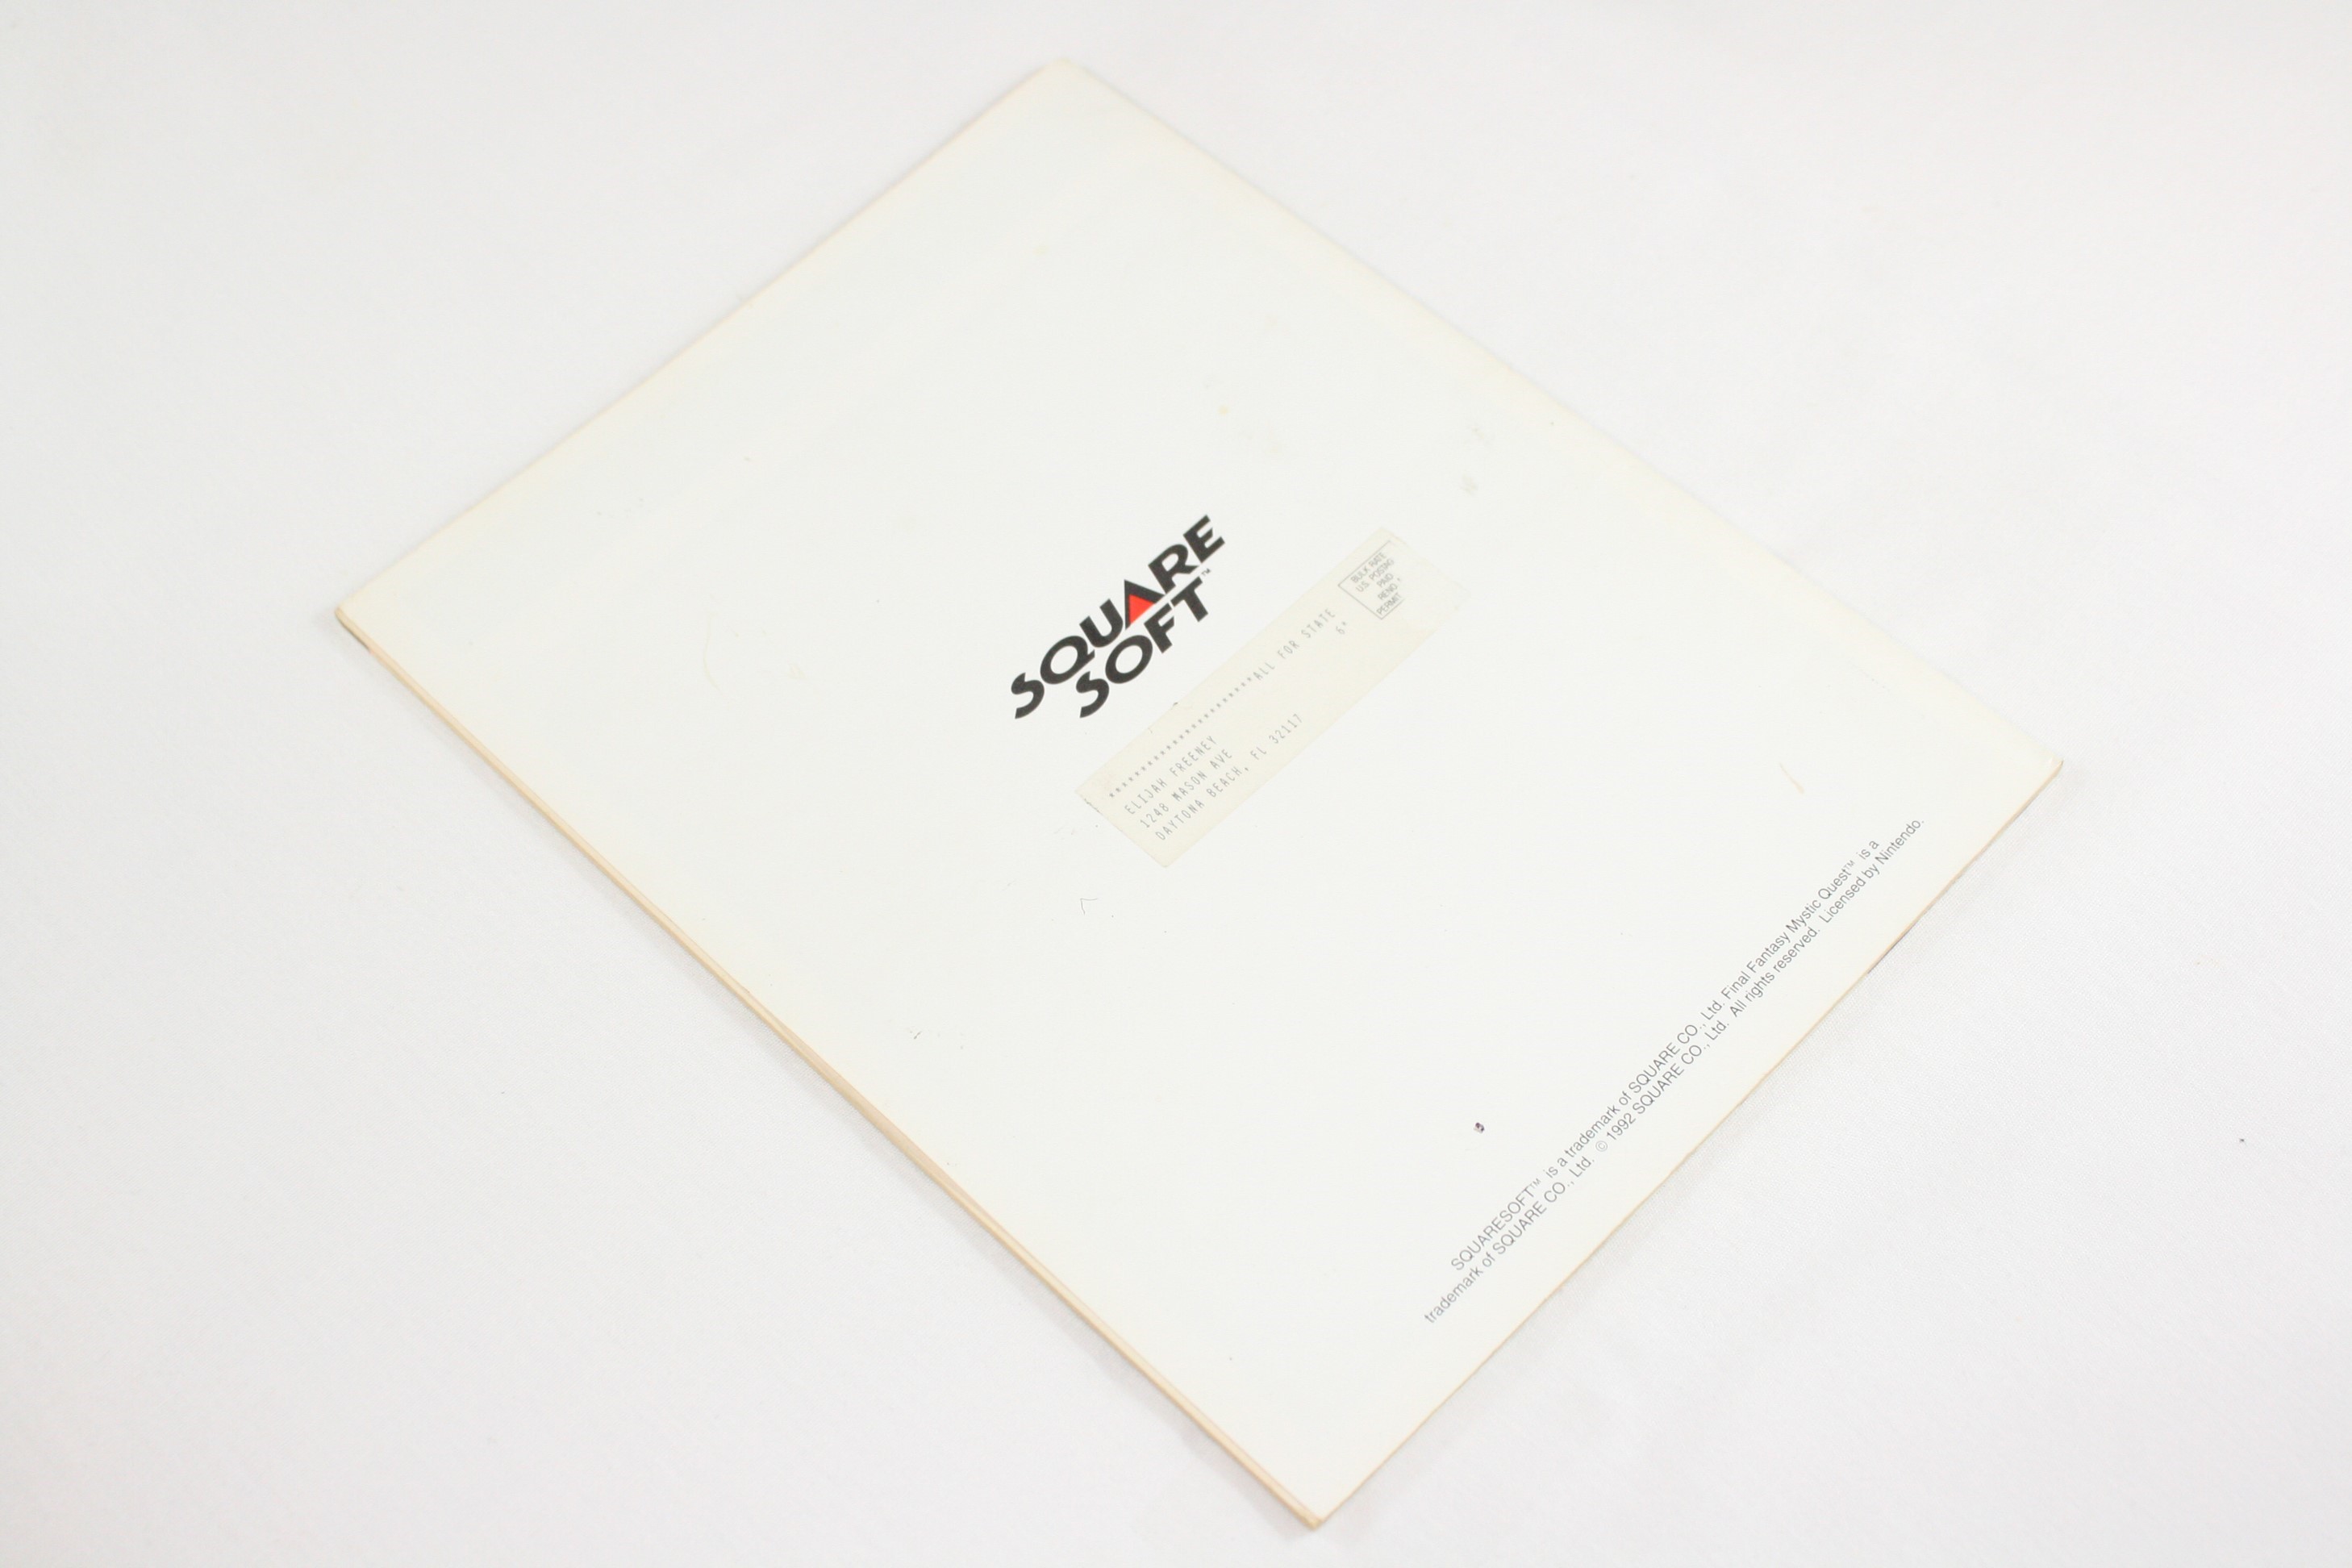 SQUARE
SOFT™
BULK RATE
U.S. POSTAG
PAID
RENO,
PERMIT
ALL FOR STATE
ELIJAH FREENEY
1248 MASON AVE
DAYTONA BEACH, FL 32117
SQUARESOFT™ is a trademark of SQUARE CO., Ltd. Final Fantasy Mystic Quest™ is a
trademark of SQUARE CO., Ltd. © 1992 SQUARE CO., Ltd. All rights reserved. Licensed by Nintendo.